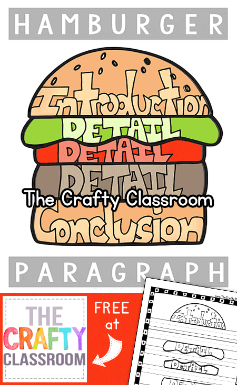 HAMBURGER
Introduction
DETAIL
DETAIL
DETAIL
The Crafty Classroom
Conclusion
PARAGRAPH
THE
CRAFTY
CLASSROOM
FREE
at